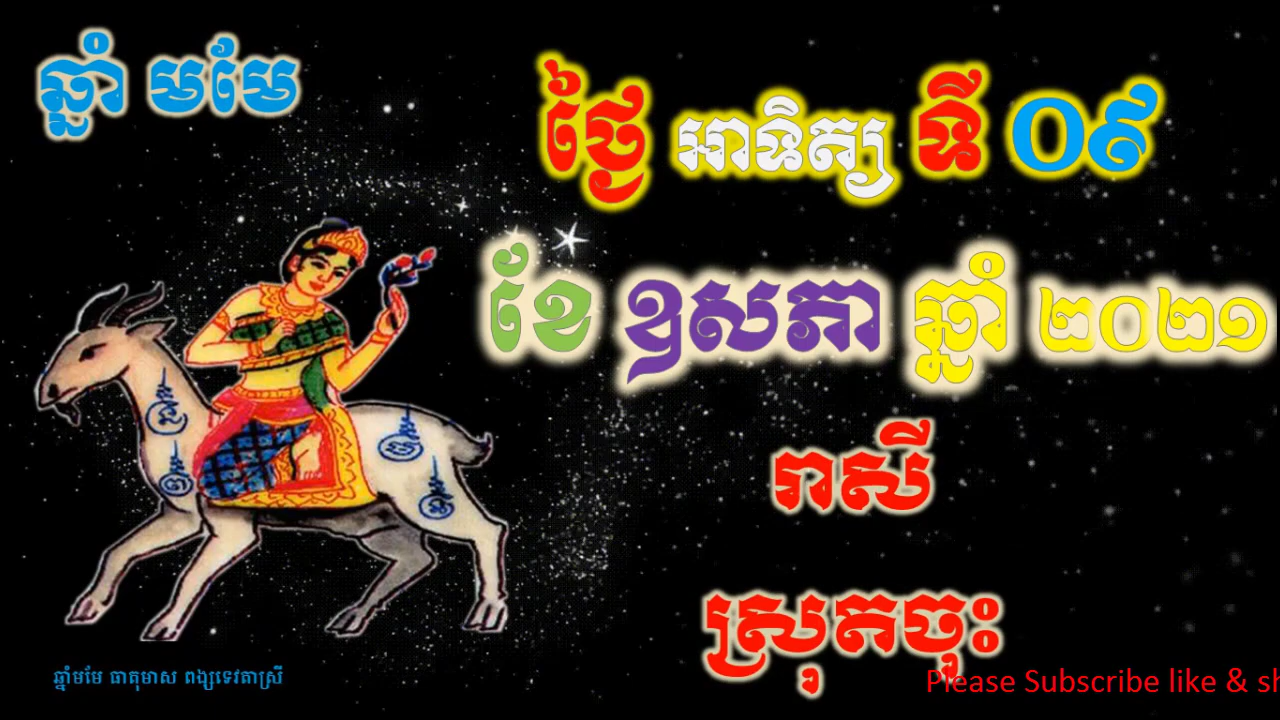 ឆ្នាំ មមែ
ថ្ងៃ អាទិត្យ ទី ០៩
ខែ ឧសភា ឆ្នាំ ២០២១
រាសី
ស្រុតចុះ
ឆ្នាំមមែ ធាតុមាស ពង្សទេវតាស្រី
Please Subscribe like & sh